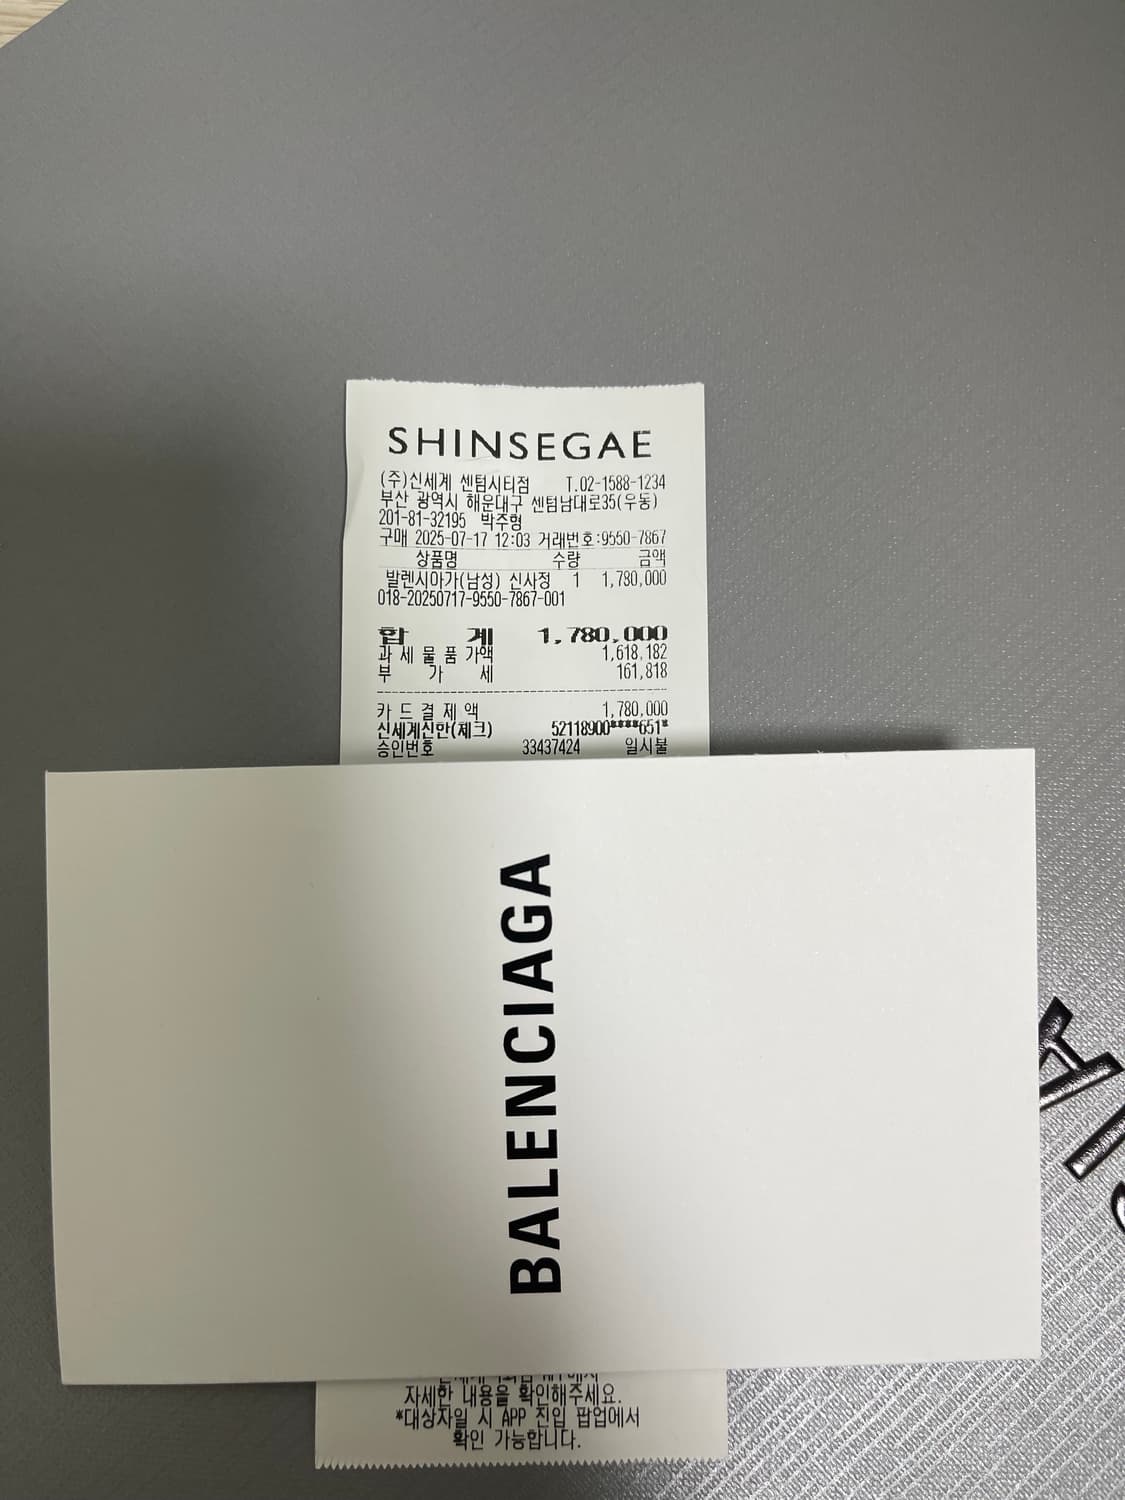 SHINSEGAE
(주)신세계 센텀시티점 T.02-1588-1234
부산 광역시 해운대구 센텀남대로35(우동)
201-81-32195 박주형
구매 2025-07-17 12:03 거래번호:9550-7867
상품명 수량 금액
발렌시아가(남성) 신사정 1 1,780,000
018-20250717-9550-7867-001
합 계 1,780,000
과 세 물 품 가액 1,618,182
부 가 세 161,818
카 드 결 제 액 1,780,000
신세계신한(체크) 52118900****651*
승인번호 33437424 일시불
BALENCIAGA
자세한 내용을 확인해주세요.
*대상자일 시 APP 진입 팝업에서
확인 가능합니다.